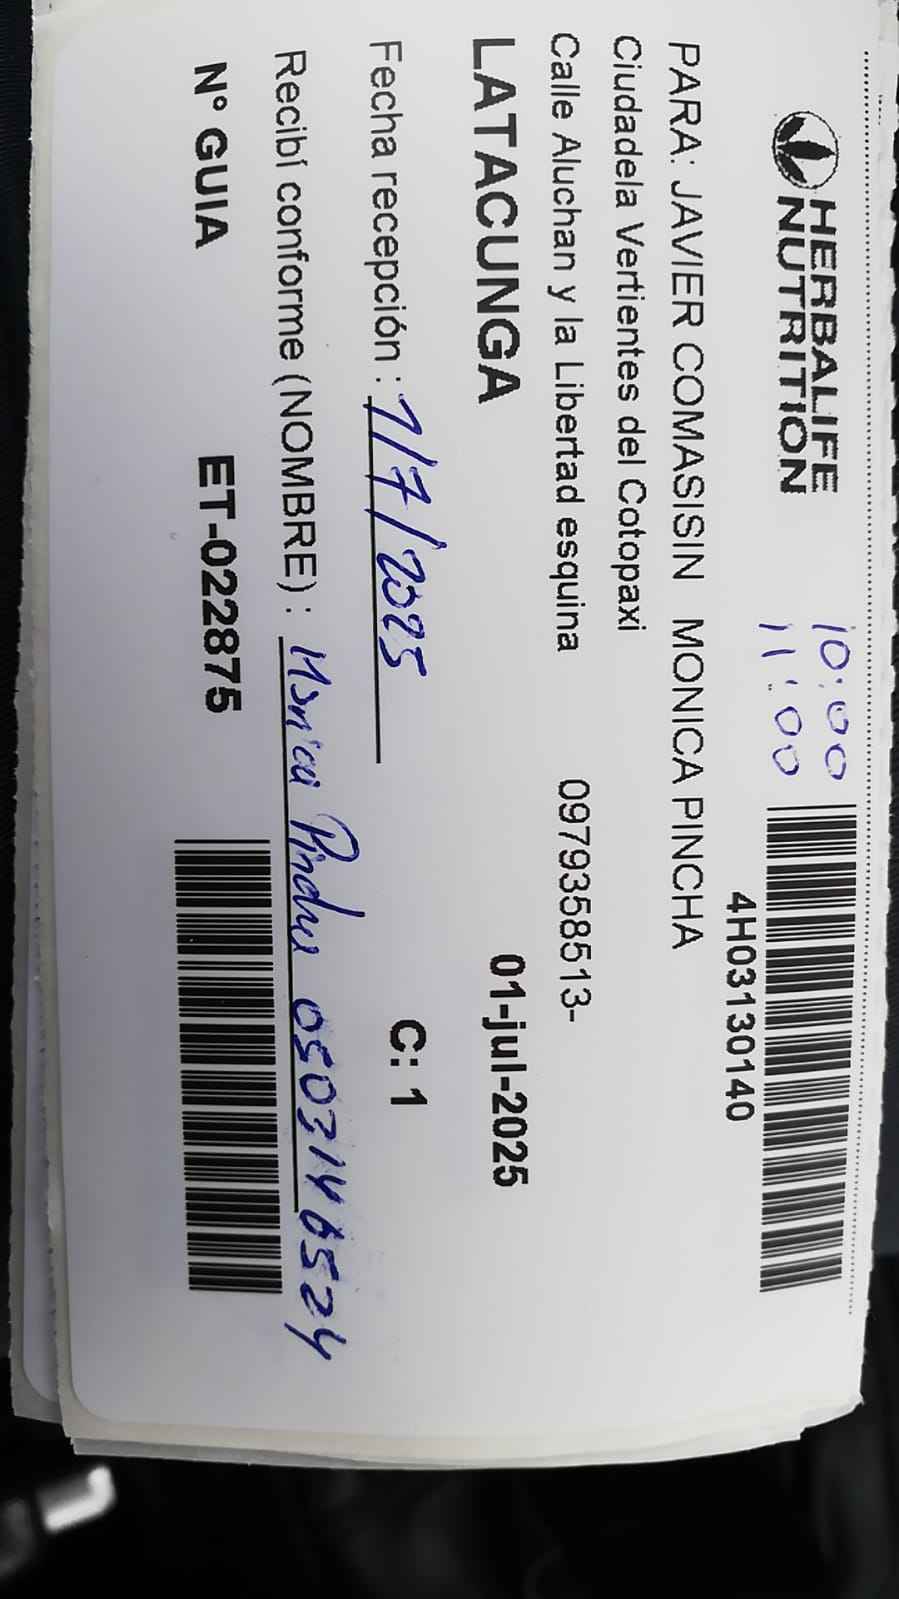 HERBALIFE
NUTRITION
10:00
11:00
4H03130140
PARA: JAVIER COMASISIN MONICA PINCHA
Ciudadela Vertientes del Cotopaxi
Calle Aluchan y la Libertad esquina 0979358513-
LATACUNGA 01-jul-2025
Fecha recepción : 1/7/2025 C: 1
Recibí conforme (NOMBRE) : Monica Pincha 0503140524
N° GUIA ET-022875